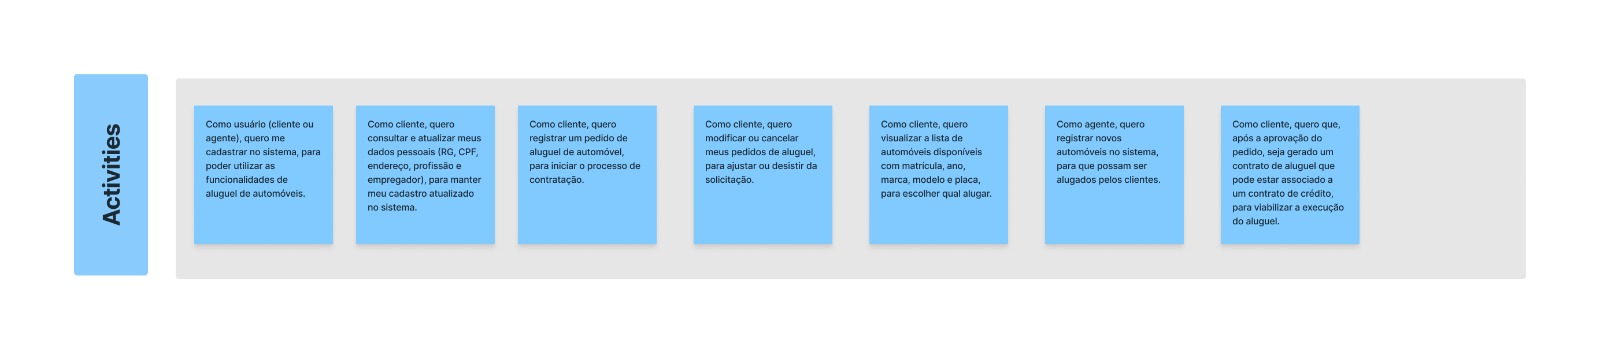 Activities
Como usuário (cliente ou
agente), quero me
cadastrar no sistema, para
poder utilizar as
funcionalidades de
aluguel de automóveis.
Como cliente, quero
consultar e atualizar meus
dados pessoais (RG, CPF,
endereço, profissão e
empregador), para manter
meu cadastro atualizado
no sistema.
Como cliente, quero
registrar um pedido de
aluguel de automóvel,
para iniciar o processo de
contratação.
Como cliente, quero
modificar ou cancelar
meus pedidos de aluguel,
para ajustar ou desistir da
solicitação.
Como cliente, quero
visualizar a lista de
automóveis disponíveis
com matrícula, ano,
marca, modelo e placa,
para escolher qual alugar.
Como agente, quero
registrar novos
automóveis no sistema,
para que possam ser
alugados pelos clientes.
Como cliente, quero que,
após a aprovação do
pedido, seja gerado um
contrato de aluguel que
pode estar associado a
um contrato de crédito,
para viabilizar a execução
do aluguel.